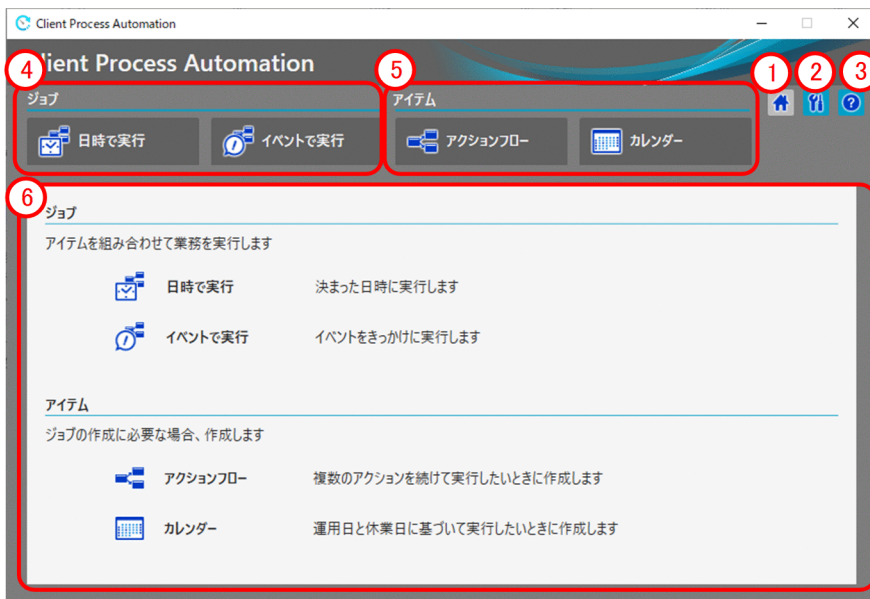 Client Process Automation
lient Process Automation
④ ⑤ ① ② ③
ジョブ アイテム
日時で実行 イベントで実行 アクションフロー カレンダー
⑥
ジョブ
アイテムを組み合わせて業務を実行します
日時で実行 決まった日時に実行します
イベントで実行 イベントをきっかけに実行します
アイテム
ジョブの作成に必要な場合、作成します
アクションフロー 複数のアクションを続けて実行したいときに作成します
カレンダー 運用日と休業日に基づいて実行したいときに作成します